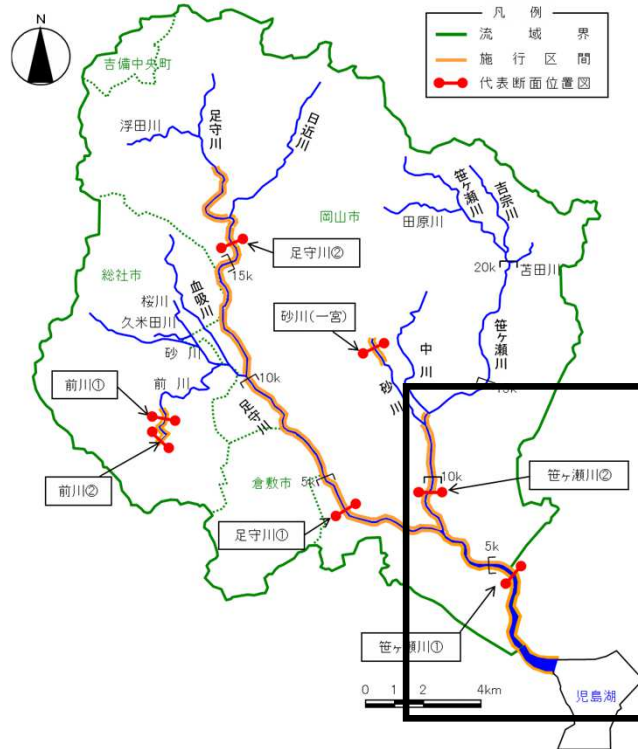 凡例
流域界
施行区間
代表断面位置図
吉備中央町
浮田川
足守川
日近川
岡山市
笹ヶ瀬川
吉宗川
田原川
足守川②
15k
20k
苫田川
総社市
桜川
久米田川
砂川
血吸川
砂川(一宮)
中川
笹ヶ瀬川
前川①
前川
10k
砂川
足守川
前川②
倉敷市
5k
10k
笹ヶ瀬川②
足守川①
5k
笹ヶ瀬川①
児島湖
0 1 2 4km